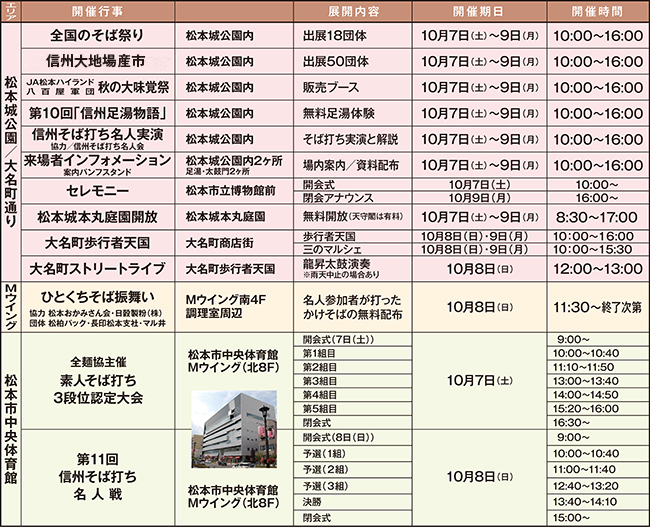 エリア 開催行事 展開内容 開催期日 開催時間
松本城公園／大名町通り
全国のそば祭り 松本城公園内 出展18団体 10月7日(土)～9日(月) 10:00～16:00
信州大地場産市 松本城公園内 出展50団体 10月7日(土)～9日(月) 10:00～16:00
JA松本ハイランド
八百屋軍団 秋の大味覚祭 松本城公園内 販売ブース 10月7日(土)～9日(月) 10:00～16:00
第10回「信州足湯物語」 松本城公園内 無料足湯体験 10月7日(土)～9日(月) 10:00～16:00
信州そば打ち名人実演
協力／信州そば打ち名人会
松本城公園内 そば打ち実演と解説 10月7日(土)～9日(月) 10:00～16:00
来場者インフォメーション
案内パンフスタンド
松本城公園内2ヶ所
足湯・太鼓門2ヶ所
場内案内／資料配布 10月7日(土)～9日(月) 10:00～16:00
セレモニー 松本市立博物館前
開会式 10月7日(土) 10:00～
閉会アナウンス 10月9日(月) 16:00～
松本城本丸庭園開放 松本城本丸庭園 無料開放(天守閣は有料) 10月7日(土)～9日(月) 8:30～17:00
大名町歩行者天国 大名町商店街
歩行者天国 10月8日(日)・9日(月) 10:00～16:00
三のマルシェ 10月8日(日)・9日(月) 10:00～15:30
大名町ストリートライブ 大名町歩行者天国 龍昇太鼓演奏
※雨天中止の場合あり
10月8日(日) 12:00～13:00
Mウイング
ひとくちそば振舞い
協力 松本おかみさん会・日穀製粉(株)
団体 松柏パック・長印松本支社・マル井
Mウイング南4F
調理室周辺
名人参加者が打った
かけそばの無料配布
10月8日(日) 11:30～終了次第
松本市中央体育館
全麺協主催
素人そば打ち
3段位認定大会
松本市中央体育館
Mウイング(北8F)
10月7日(土)
開会式(7日(土)) 9:00～
第1組目 10:00～10:40
第2組目 11:10～11:50
第3組目 13:00～13:40
第4組目 14:00～14:50
第5組目 15:20～16:00
閉会式 16:30～
第11回
信州そば打ち
名人戦
松本市中央体育館
Mウイング(北8F)
10月8日(日)
開会式(8日(日)) 9:00～
予選(1組) 10:00～10:40
予選(2組) 11:00～11:40
予選(3組) 12:40～13:20
決勝 13:40～14:10
閉会式 15:00～